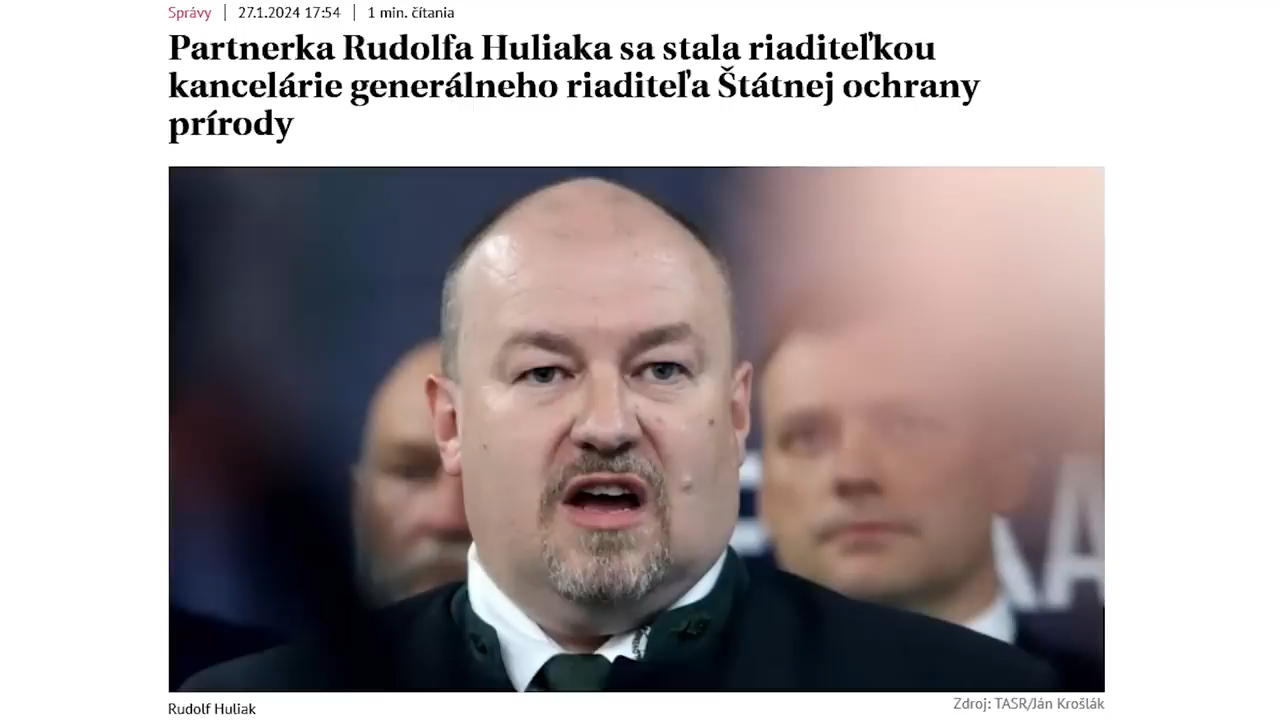 Správy | 27.1.2024 17:54 | 1 min. čítania
Partnerka Rudolfa Huliaka sa stala riaditeľkou
kancelárie generálneho riaditeľa Štátnej ochrany
prírody
Rudolf Huliak
Zdroj: TASR/Ján Krošlák